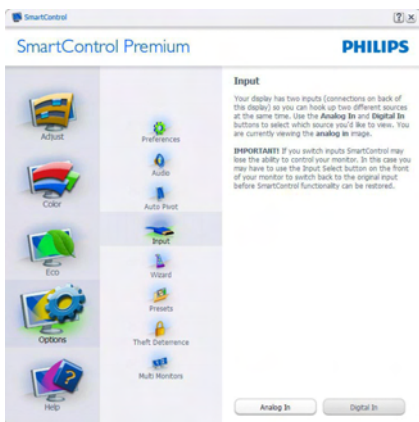 SmartControl
SmartControl Premium
PHILIPS
Adjust
Color
Eco
Options
Help
Preferences
Audio
Auto Pivot
Input
Wizard
Presets
Theft Deterrence
Multi Monitors
Input
Your display has two inputs (connections on back of
the display) so you can hook up two different sources
at the same time. Use the Analog In and Digital In
buttons to select which source you'd like to view. You
are currently viewing the analog in image.
IMPORTANT! If you switch inputs SmartControl may
lose the ability to control your monitor. In this case you
may have to use the Input Select button on the front
of your monitor to switch back to the original input
before SmartControl functionality can be restored.
Analog In
Digital In